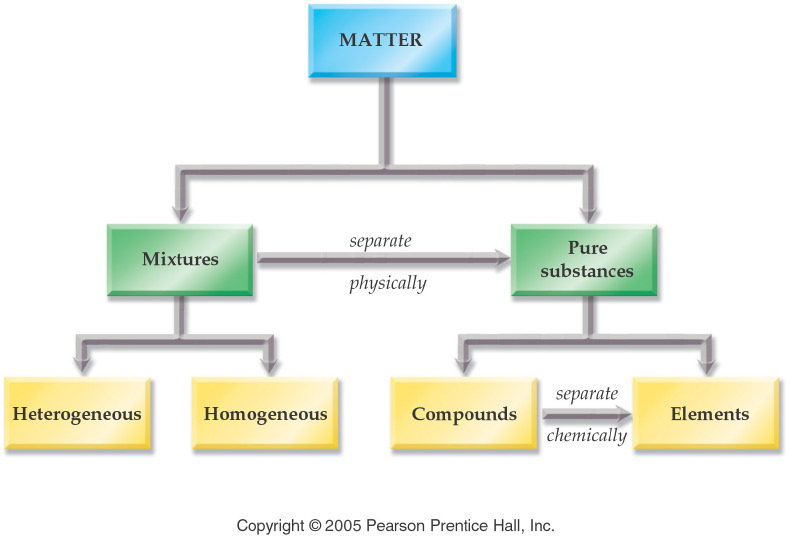 MATTER
separate
Mixtures
physically
Pure
substances
Heterogeneous
Homogeneous
Compounds
separate
chemically
Elements
Copyright © 2005 Pearson Prentice Hall, Inc.